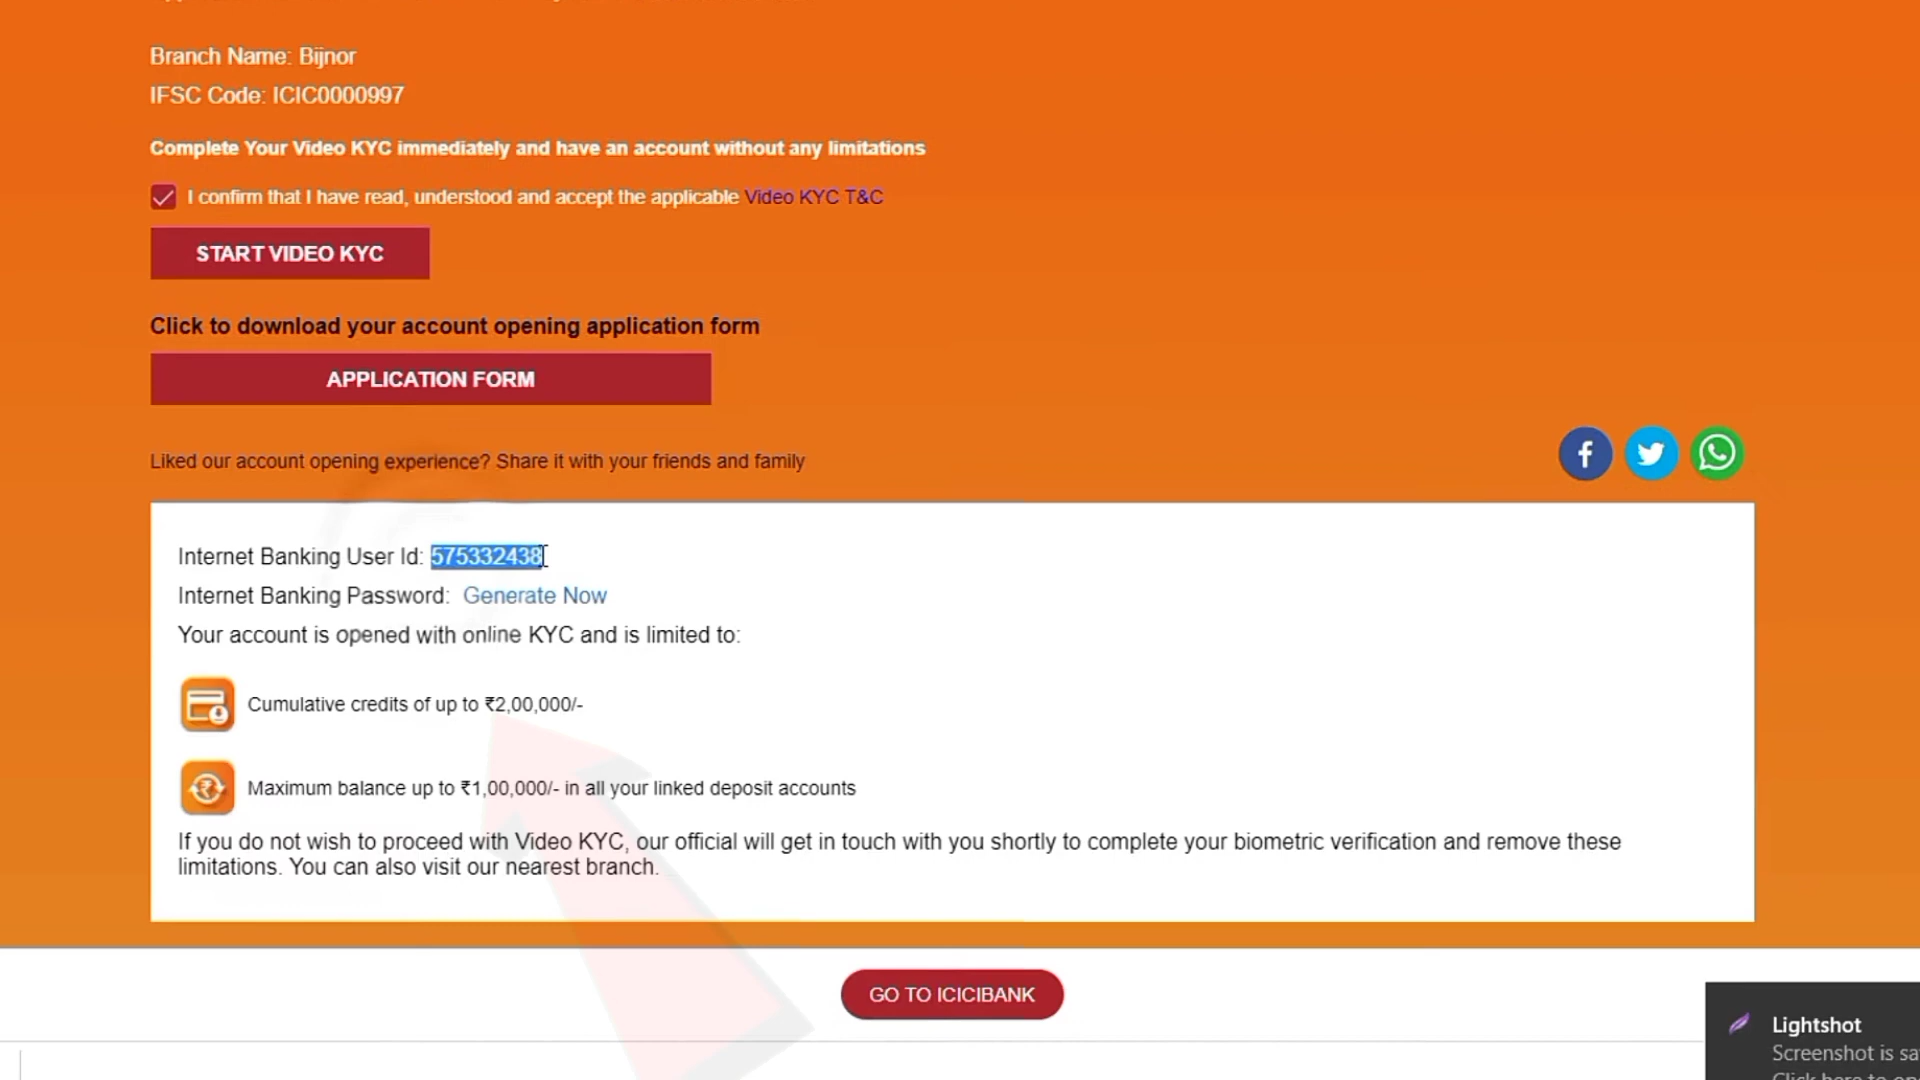 Branch Name: Bijnor
IFSC Code: ICIC0000997
Complete Your Video KYC immediately and have an account without any limitations
I confirm that I have read, understood and accept the applicable Video KYC T&C
START VIDEO KYC
Click to download your account opening application form
APPLICATION FORM
Liked our account opening experience? Share it with your friends and family
Internet Banking User Id: 575332438
Internet Banking Password: Generate Now
Your account is opened with online KYC and is limited to:
Cumulative credits of up to ₹2,00,000/-
Maximum balance up to ₹1,00,000/- in all your linked deposit accounts
If you do not wish to proceed with Video KYC, our official will get in touch with you shortly to complete your biometric verification and remove these
limitations. You can also visit our nearest branch.
GO TO ICICIBANK
Lightshot
Screenshot is sa
Click here to op